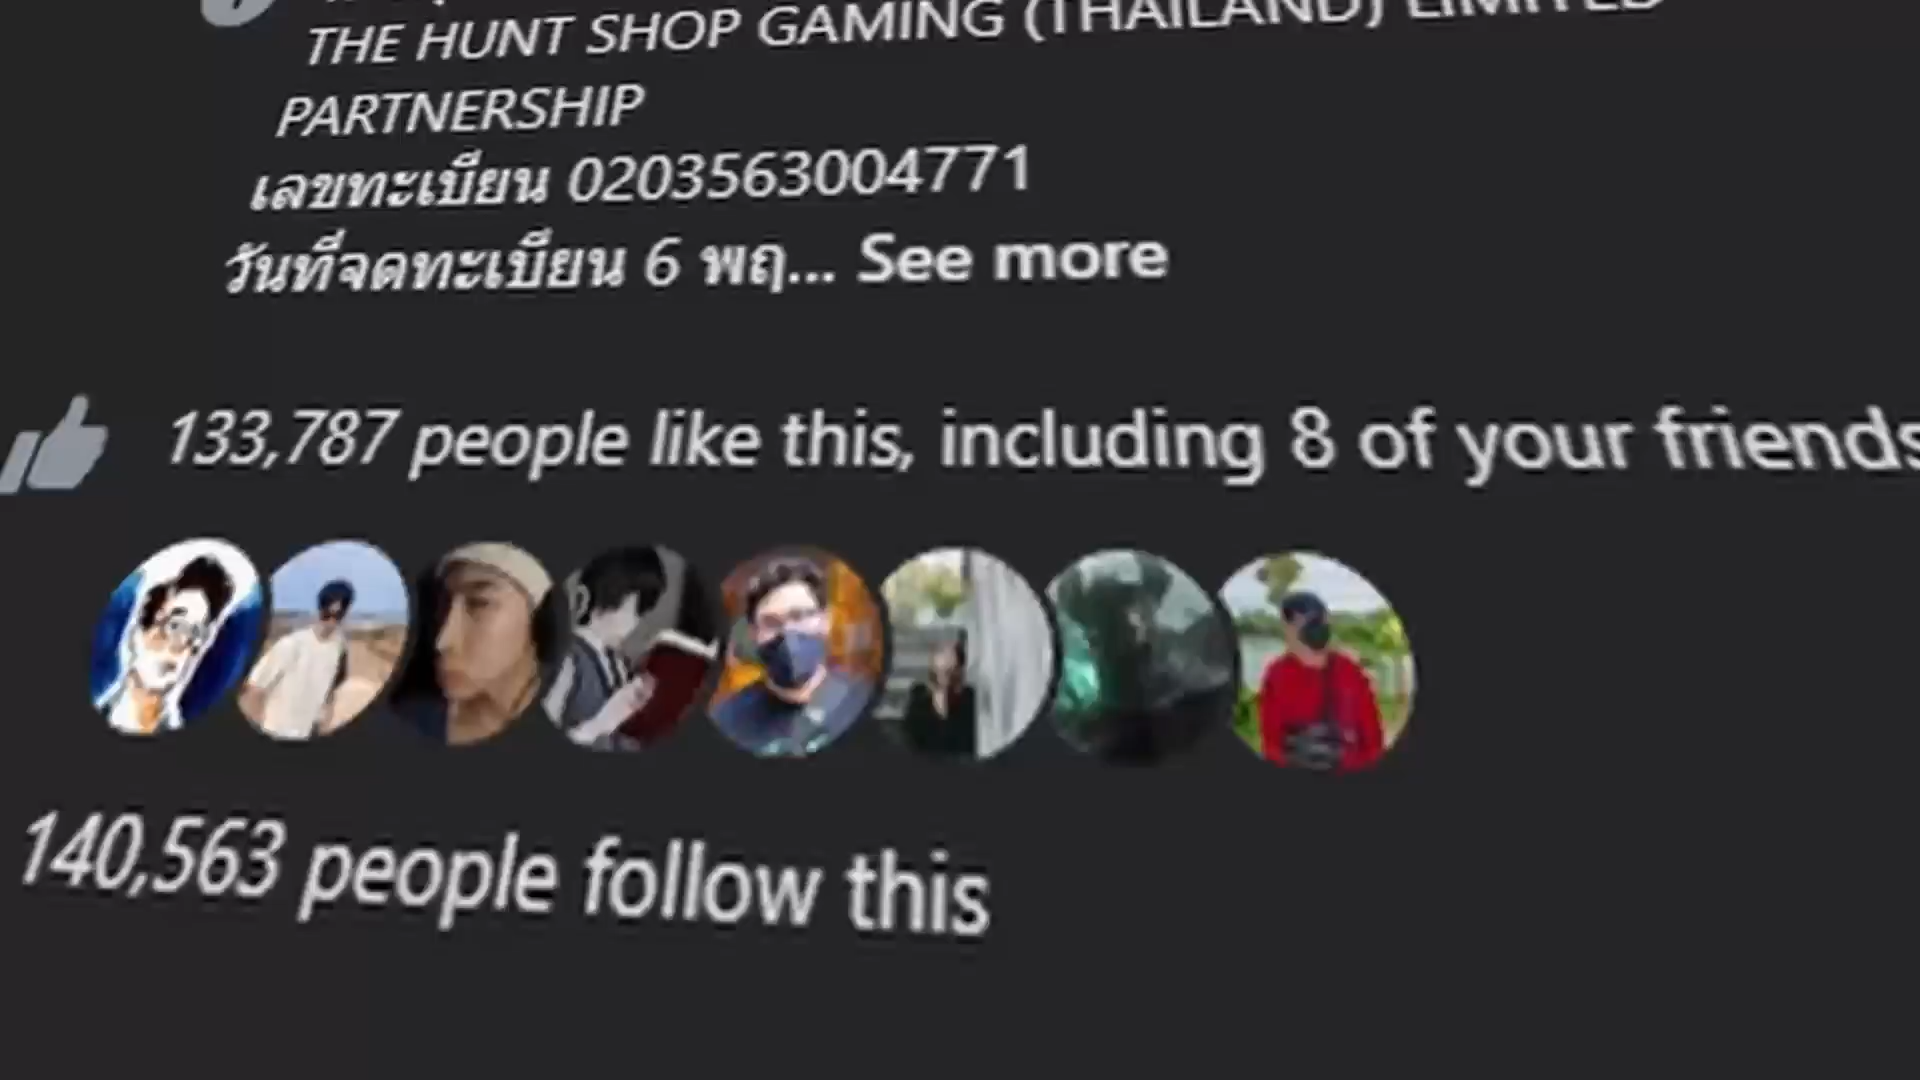 THE HUNT SHOP GAMING (THAILAND) LIMITED
PARTNERSHIP
เลขทะเบียน 0203563004771
วันที่จดทะเบียน 6 พฤ... See more
133,787 people like this, including 8 of your friends
140,563 people follow this